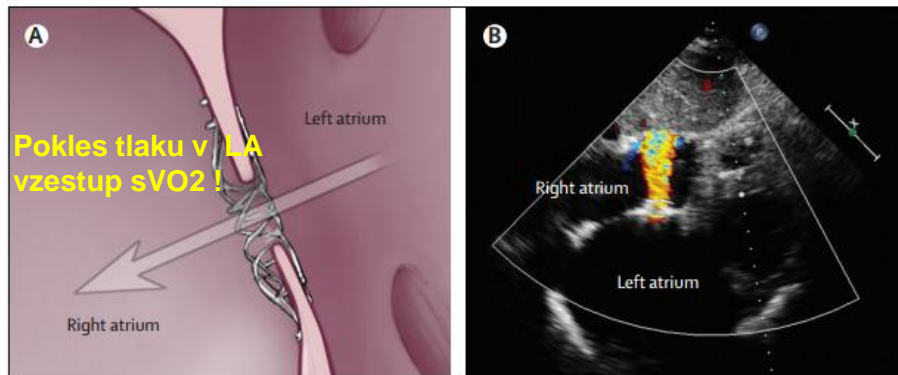 A
Left atrium
Pokles tlaku v LA
vzestup sVO2 !
Right atrium
B
P
x
Right atrium
Left atrium